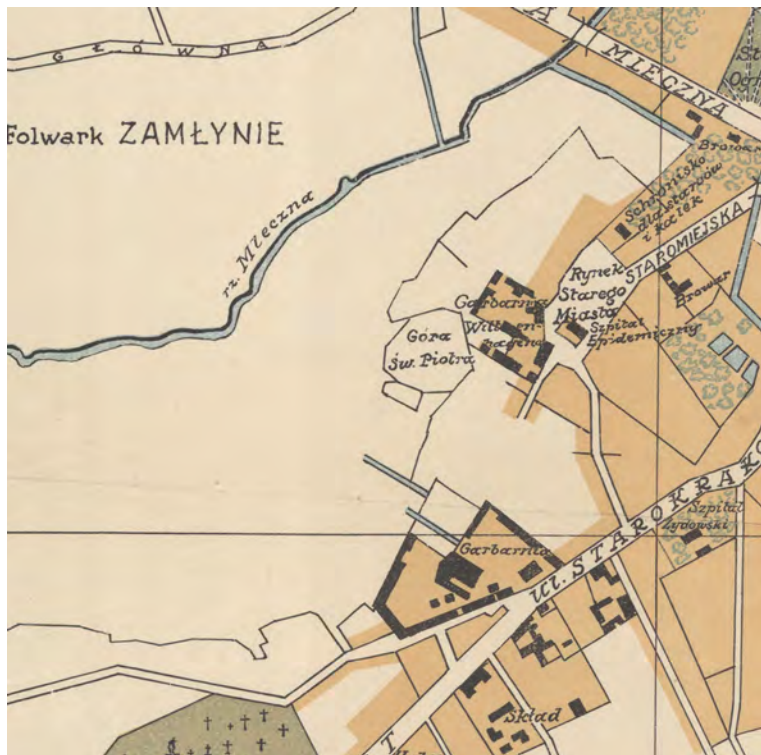 GŁÓWNA
MLECZNA
Folwark ZAMŁYNIE
Browar
Schronisko
dla starców
i kalek
rz. Mleczna
STAROMIEJSKA
Rynek
Starego
Miasta
Browar
Garbarnia
Szpital
Epidemiczny
Góra
św. Piotra
ul. STAROKRAKO
Szpital
Żydowski
Garbarnia
Skład